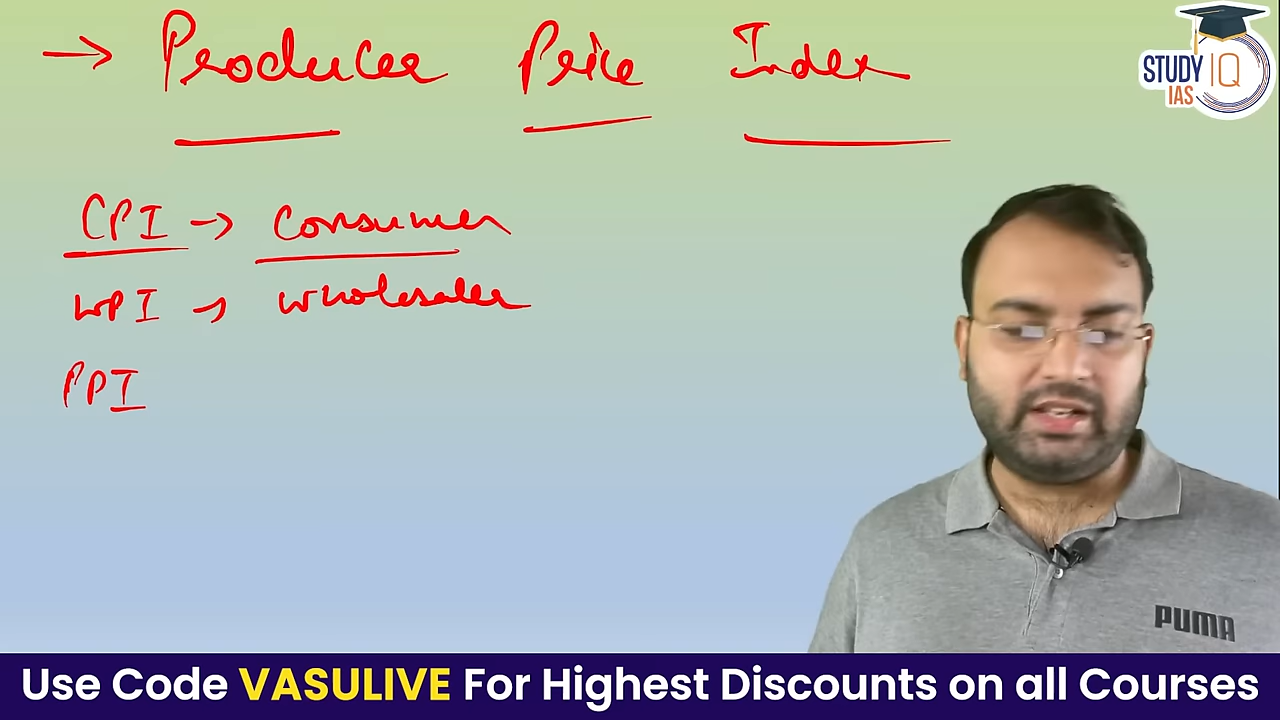 → Producer Price Index
STUDY IQ
IAS
CPI → Consumer
WPI → Wholesaler
PPI
PUMA
Use Code VASULIVE For Highest Discounts on all Courses